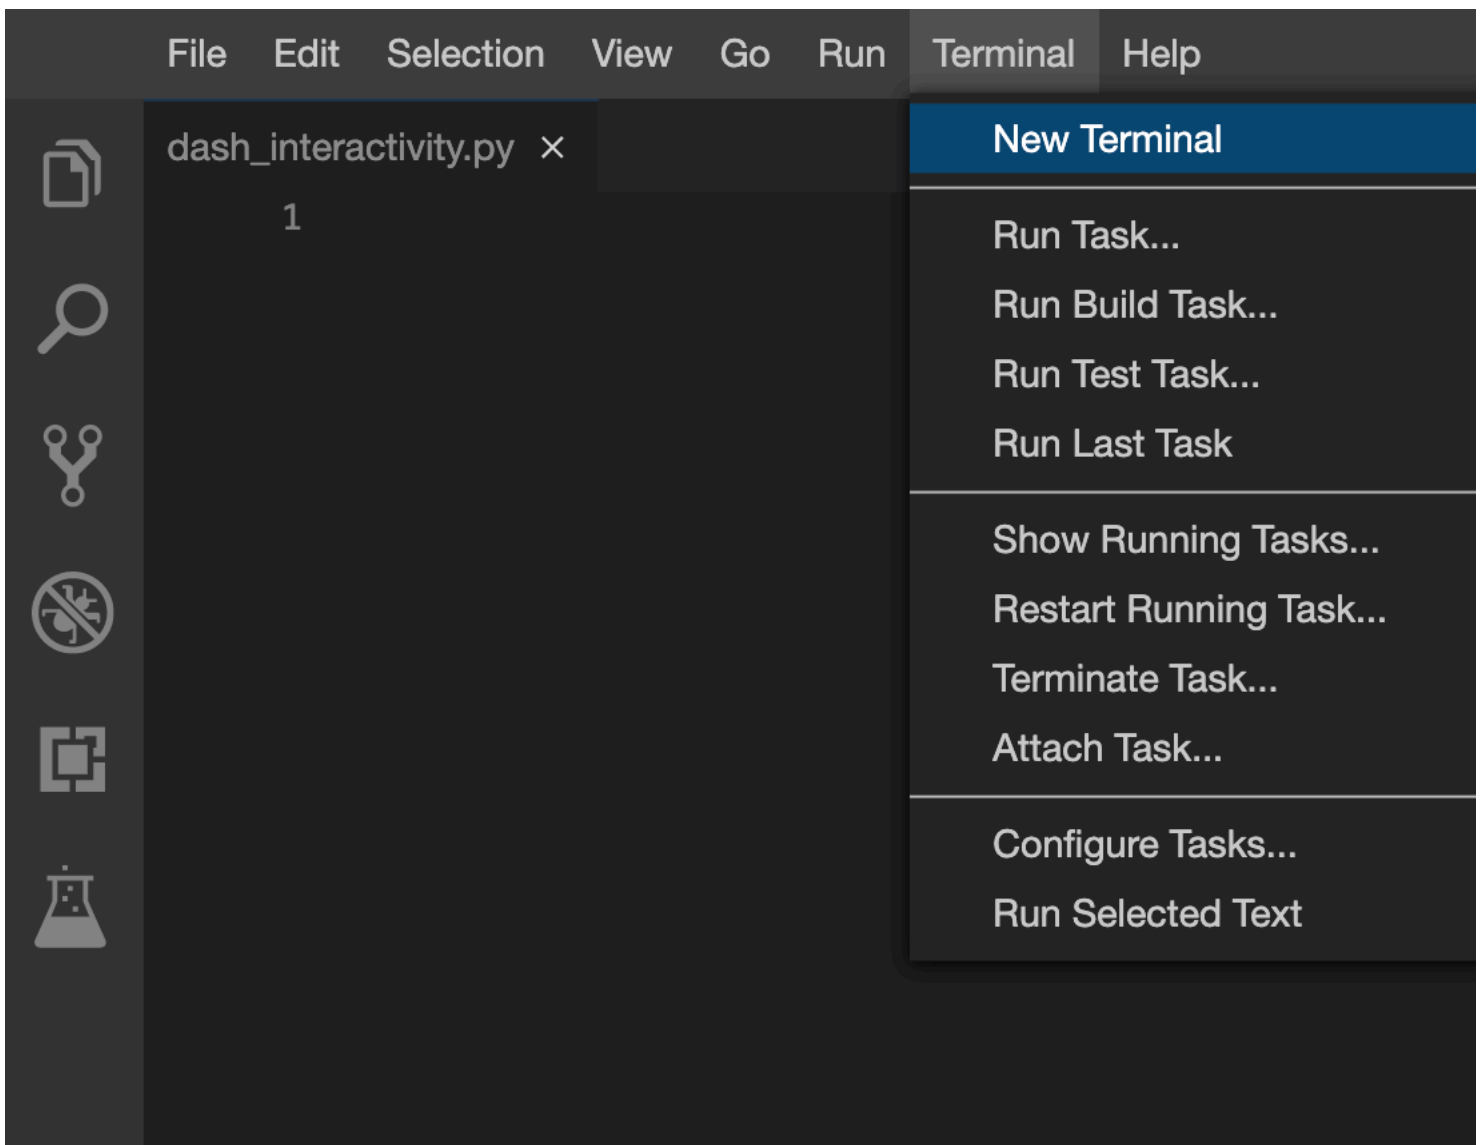 File Edit Selection View Go Run Terminal Help
dash_interactivity.py ×
1
New Terminal
Run Task...
Run Build Task...
Run Test Task...
Run Last Task
Show Running Tasks...
Restart Running Task...
Terminate Task...
Attach Task...
Configure Tasks...
Run Selected Text